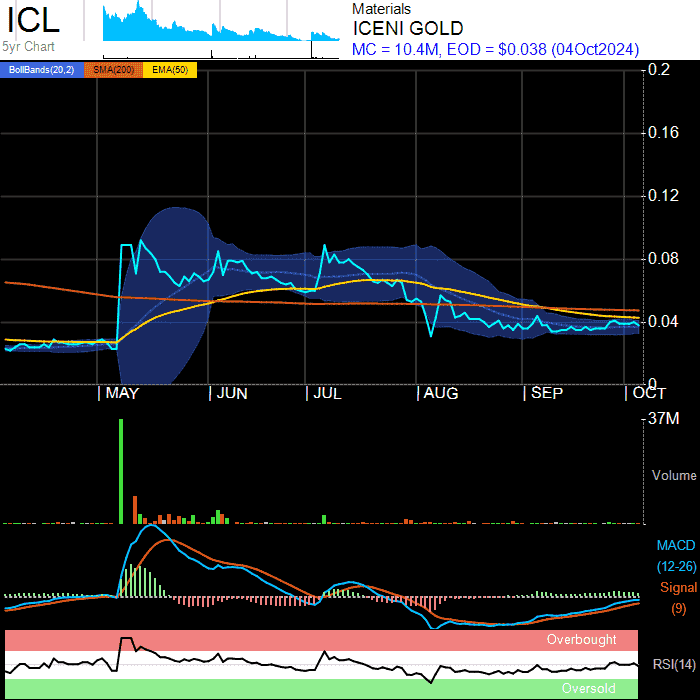 ICL
5yr Chart
Materials
ICENI GOLD
MC = 10.4M, EOD = $0.038 (04Oct2024)
BollBands(20,2) SMA(200) EMA(50)
0.2
0.16
0.12
0.08
0.04
0
MAY JUN JUL AUG SEP OCT
37M
Volume
MACD
(12-26)
Signal
(9)
Overbought
RSI(14)
Oversold